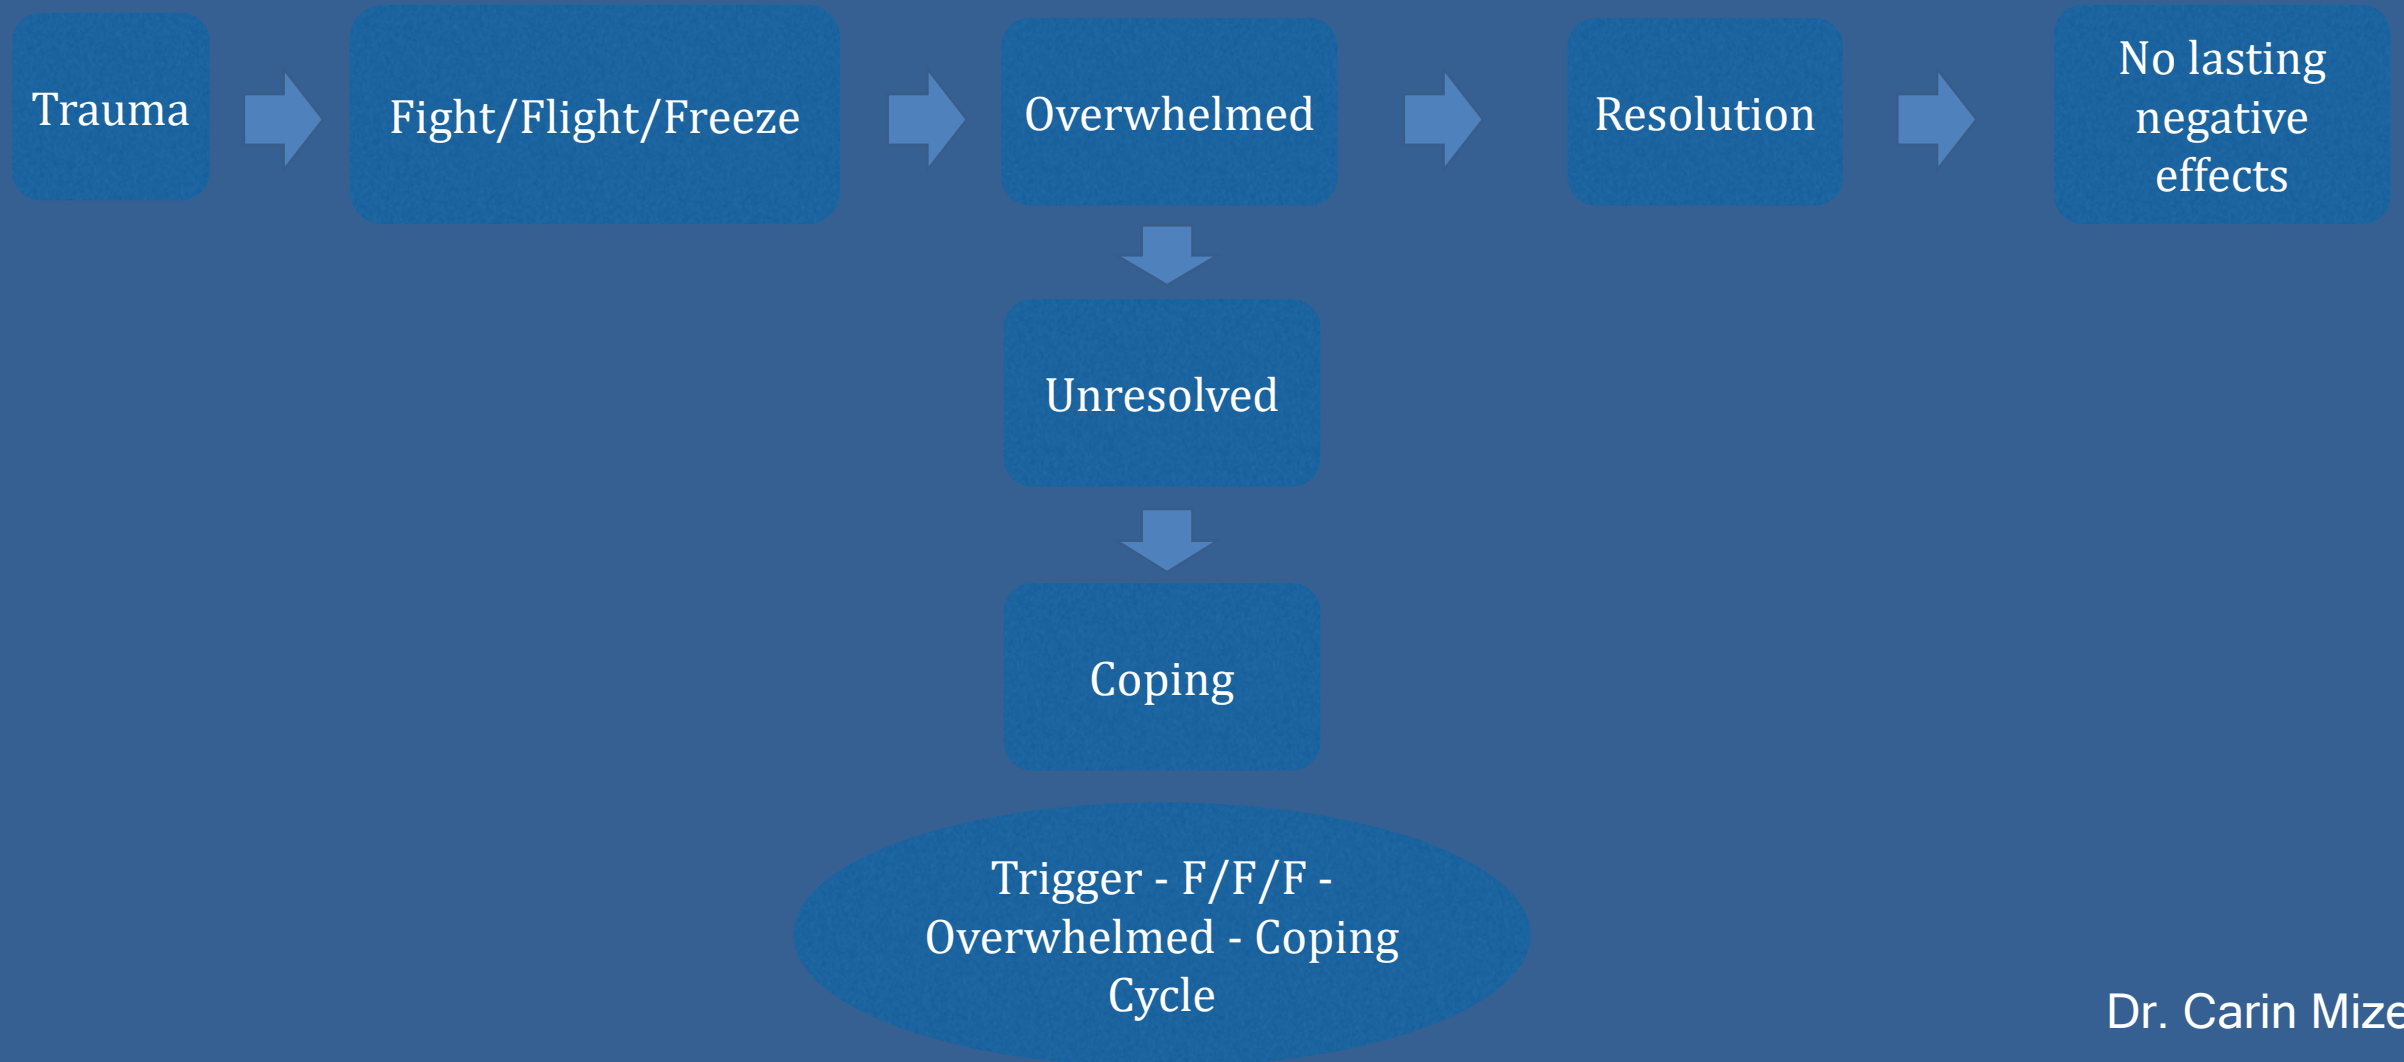 Trauma
Fight/Flight/Freeze
Overwhelmed
Resolution
No lasting
negative
effects
Unresolved
Coping
Trigger - F/F/F -
Overwhelmed - Coping
Cycle
Dr. Carin Mize